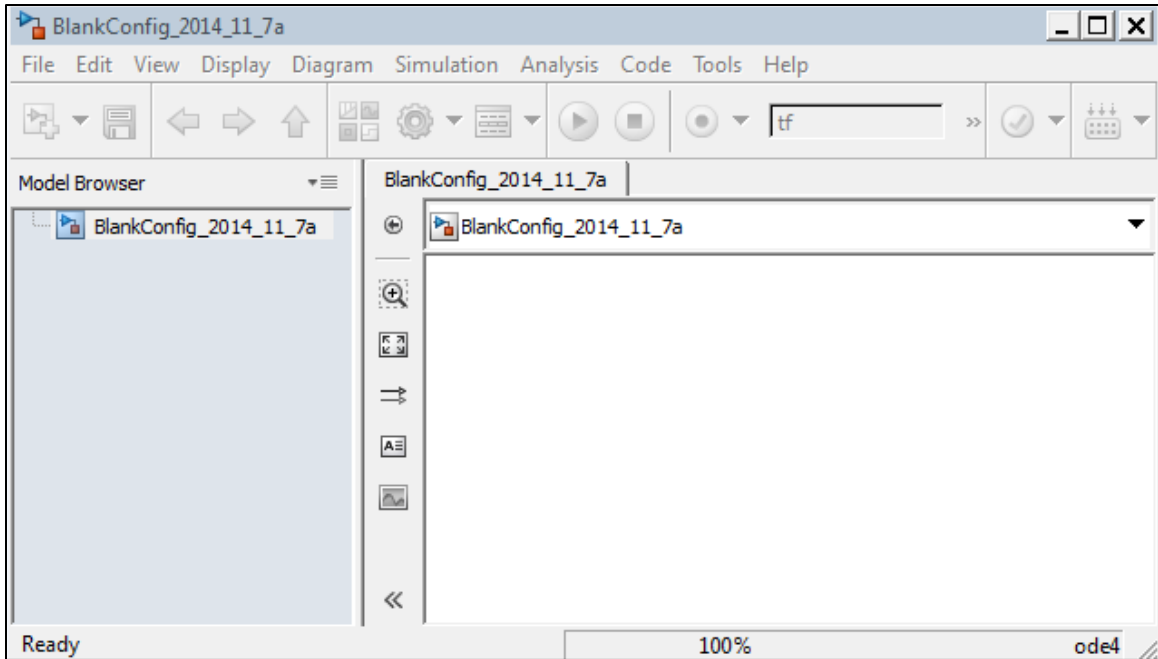 BlankConfig_2014_11_7a
File Edit View Display Diagram Simulation Analysis Code Tools Help
tf »
Model Browser BlankConfig_2014_11_7a
BlankConfig_2014_11_7a BlankConfig_2014_11_7a
Ready 100% ode4